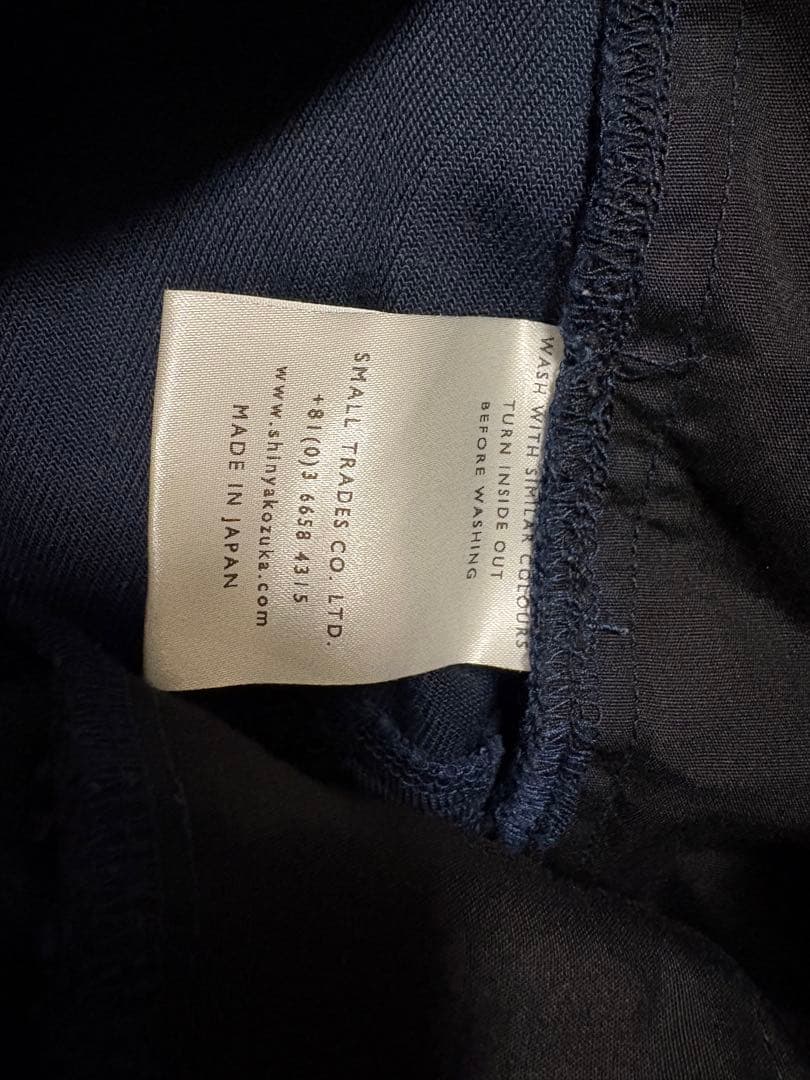 WASH WITH SIMILAR COLOURS
TURN INSIDE OUT
BEFORE WASHING
SMALL TRADES CO. LTD.
+81(0)3 6658 4315
www.shinyakozuka.com
MADE IN JAPAN